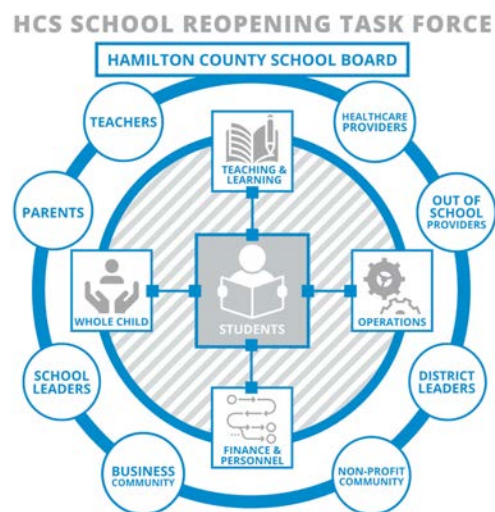 HCS SCHOOL REOPENING TASK FORCE
HAMILTON COUNTY SCHOOL BOARD
TEACHERS
HEALTHCARE
PROVIDERS
TEACHING &
LEARNING
PARENTS
OUT OF
SCHOOL
PROVIDERS
WHOLE CHILD
STUDENTS
OPERATIONS
SCHOOL
LEADERS
DISTRICT
LEADERS
FINANCE &
PERSONNEL
BUSINESS
COMMUNITY
NON-PROFIT
COMMUNITY